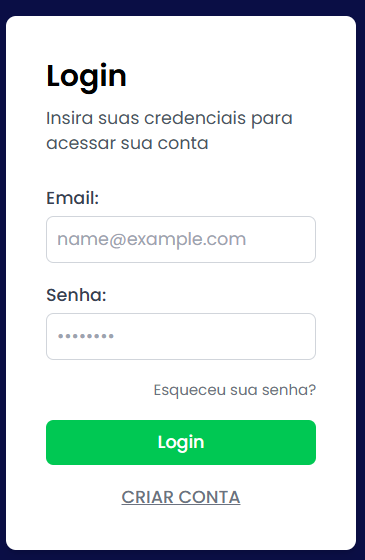 Login
Insira suas credenciais para
acessar sua conta
Email:
name@example.com
Senha:
••••••••
Esqueceu sua senha?
Login
CRIAR CONTA